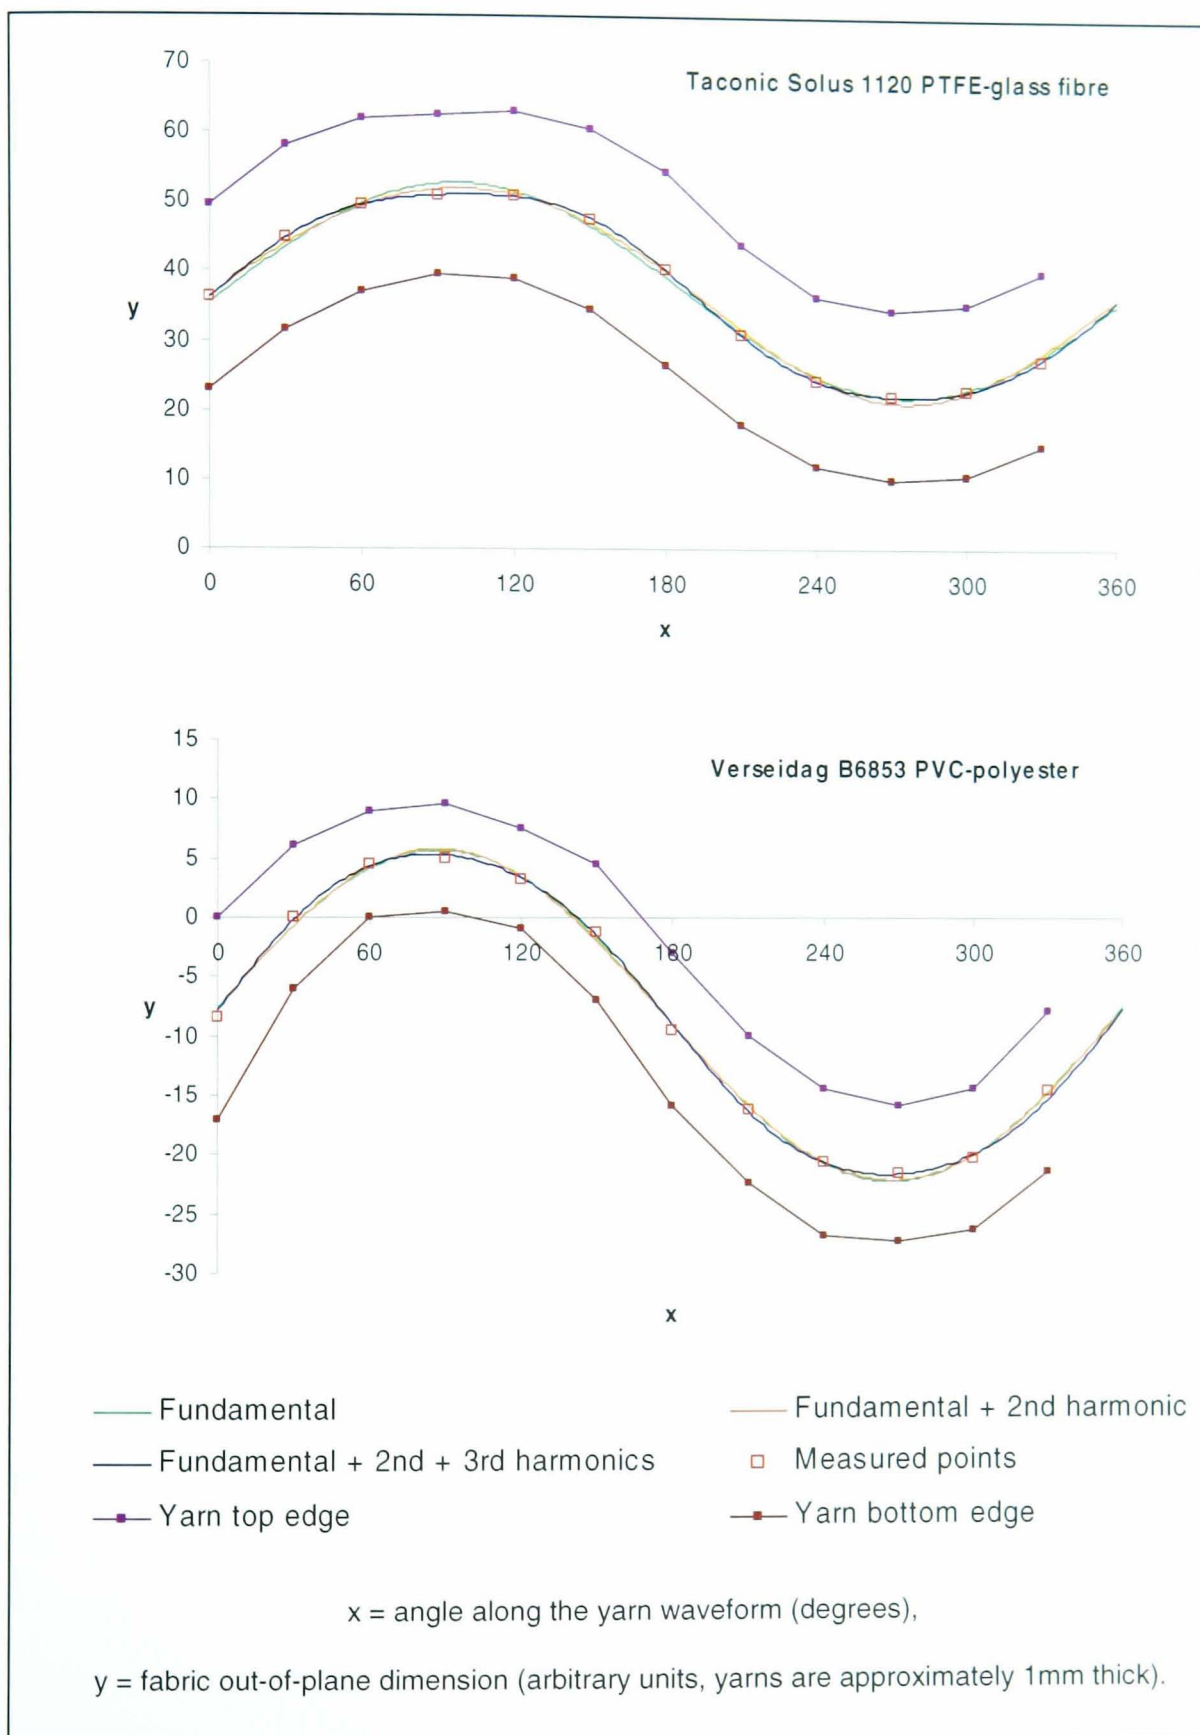 Taconic Solus 1120 PTFE-glass fibre
70
60
50
40
30
20
10
0
y
0 60 120 180 240 300 360
x
Verseidag B6853 PVC-polyester
15
10
5
0
-5
-10
-15
-20
-25
-30
y
0 60 120 180 240 300 360
x
Fundamental
Fundamental + 2nd harmonic
Fundamental + 2nd + 3rd harmonics
Measured points
Yarn top edge
Yarn bottom edge
x = angle along the yarn waveform (degrees),
y = fabric out-of-plane dimension (arbitrary units, yarns are approximately 1mm thick).